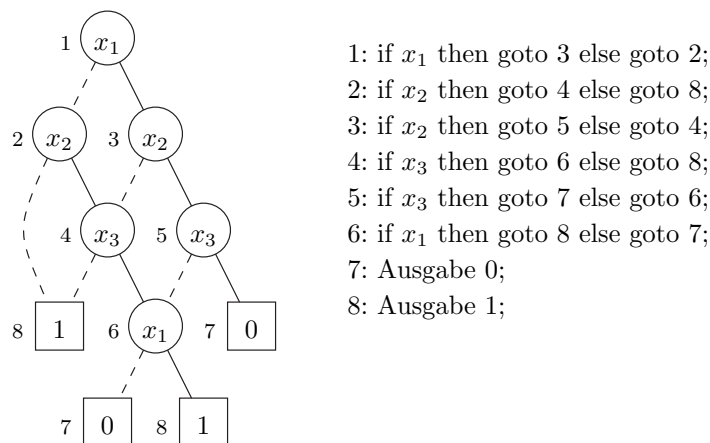 1 x₁
2 x₂ 3 x₂
4 x₃ 5 x₃
8 1 6 x₁ 7 0
7 0 8 1
1: if x₁ then goto 3 else goto 2;
2: if x₂ then goto 4 else goto 8;
3: if x₂ then goto 5 else goto 4;
4: if x₃ then goto 6 else goto 8;
5: if x₃ then goto 7 else goto 6;
6: if x₁ then goto 8 else goto 7;
7: Ausgabe 0;
8: Ausgabe 1;